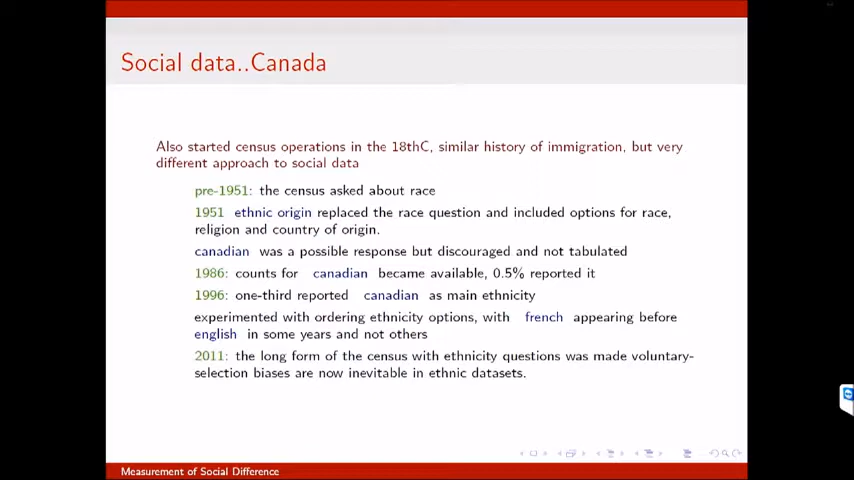 Social data..Canada
Also started census operations in the 18thC, similar history of immigration, but very
different approach to social data
pre-1951: the census asked about race
1951 ethnic origin replaced the race question and included options for race,
religion and country of origin.
canadian was a possible response but discouraged and not tabulated
1986: counts for canadian became available, 0.5% reported it
1996: one-third reported canadian as main ethnicity
experimented with ordering ethnicity options, with french appearing before
english in some years and not others
2011: the long form of the census with ethnicity questions was made voluntary-
selection biases are now inevitable in ethnic datasets.
Measurement of Social Difference